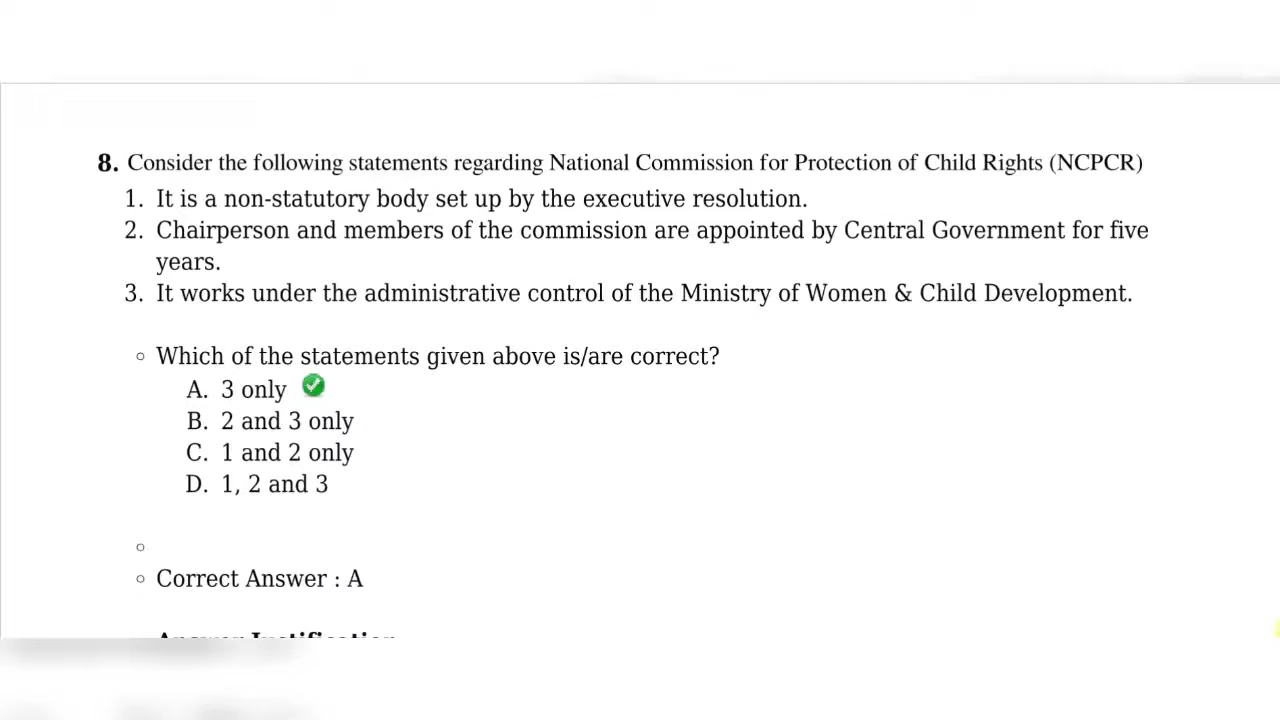 8. Consider the following statements regarding National Commission for Protection of Child Rights (NCPCR)
1. It is a non-statutory body set up by the executive resolution.
2. Chairperson and members of the commission are appointed by Central Government for five
years.
3. It works under the administrative control of the Ministry of Women & Child Development.
Which of the statements given above is/are correct?
A. 3 only
B. 2 and 3 only
C. 1 and 2 only
D. 1, 2 and 3
Correct Answer : A
Answer Justification